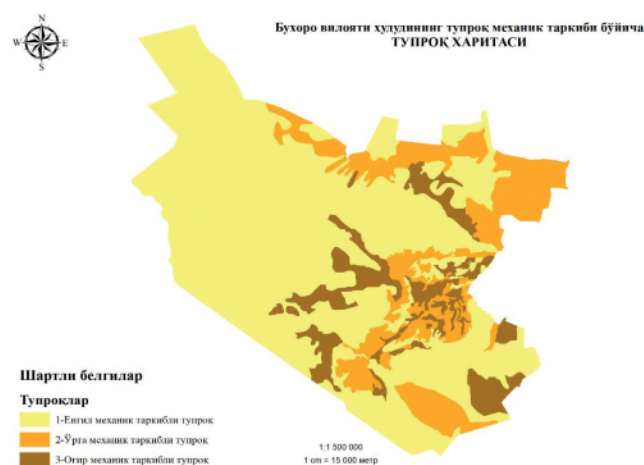 Бухоро вилояти ҳудудининг тупроқ механик таркиби бўйича
ТУПРОҚ ХАРИТАСИ
N
W E
S
Шартли белгилар
Тупроқлар
1-Енгил механик таркибли тупроқ
2-Ўрта механик таркибли тупроқ
3-Оғир механик таркибли тупроқ
1:1 500 000
1 cm = 15 000 метр